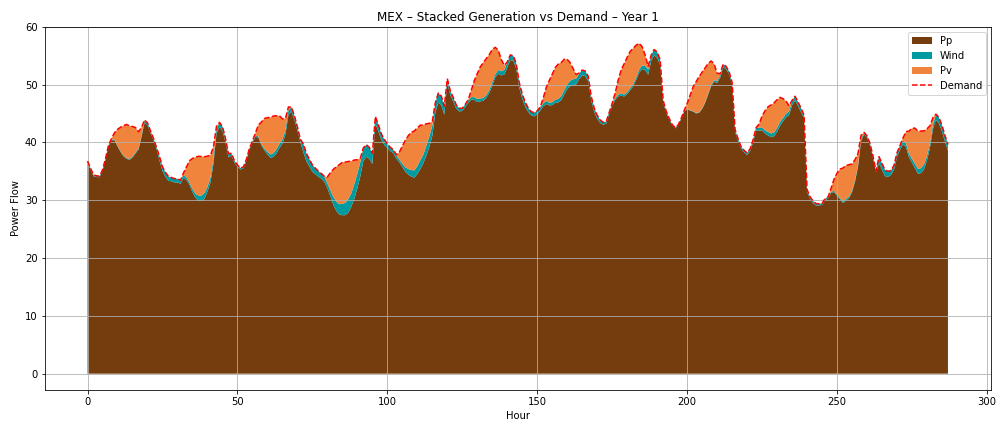 MEX – Stacked Generation vs Demand – Year 1
60
50
40
30
20
10
0
Power Flow
Pp
Wind
Pv
Demand
0 50 100 150 200 250 300
Hour